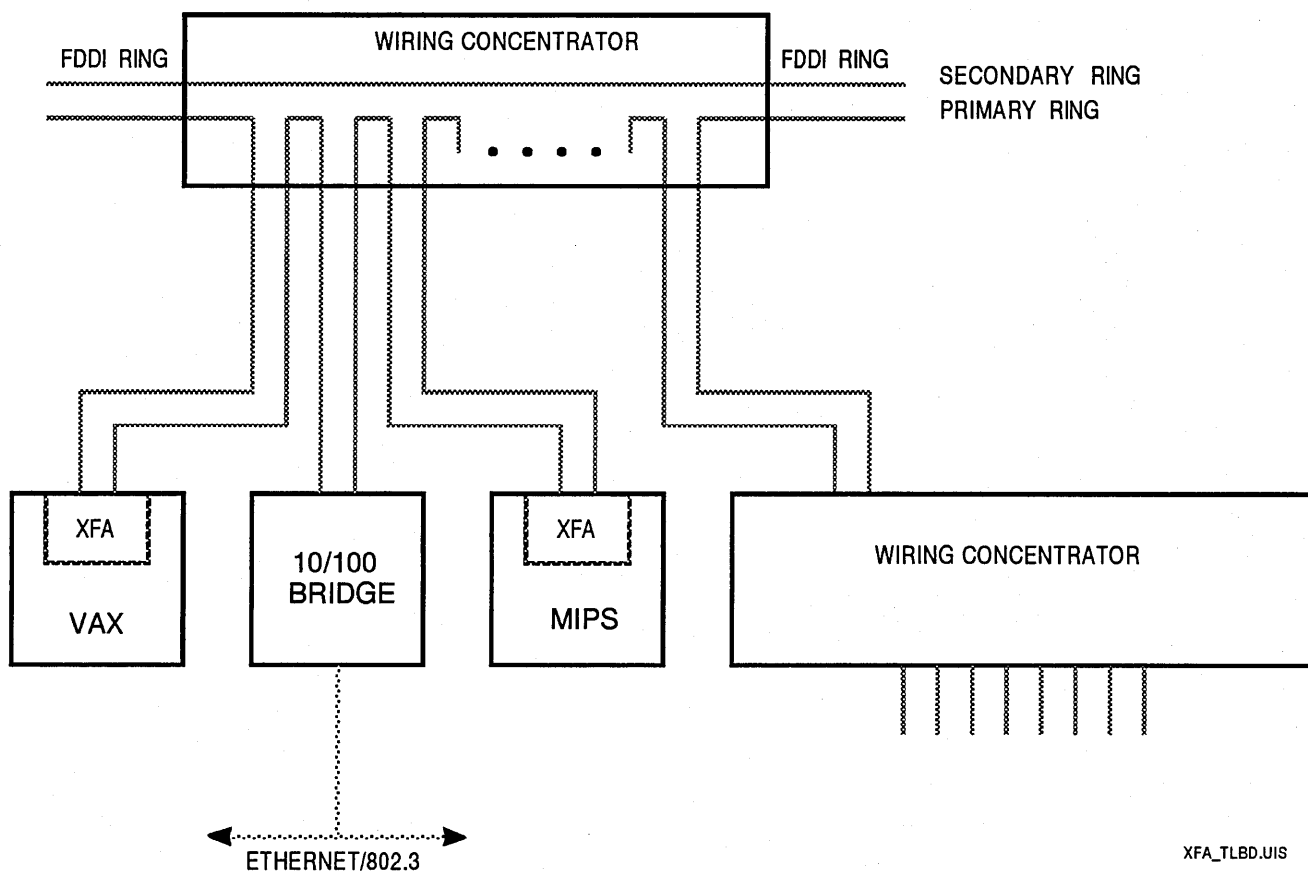 WIRING CONCENTRATOR
FDDI RING
FDDI RING
SECONDARY RING
PRIMARY RING
XFA
VAX
10/100
BRIDGE
XFA
MIPS
WIRING CONCENTRATOR
ETHERNET/802.3
XFA_TLBD.UIS